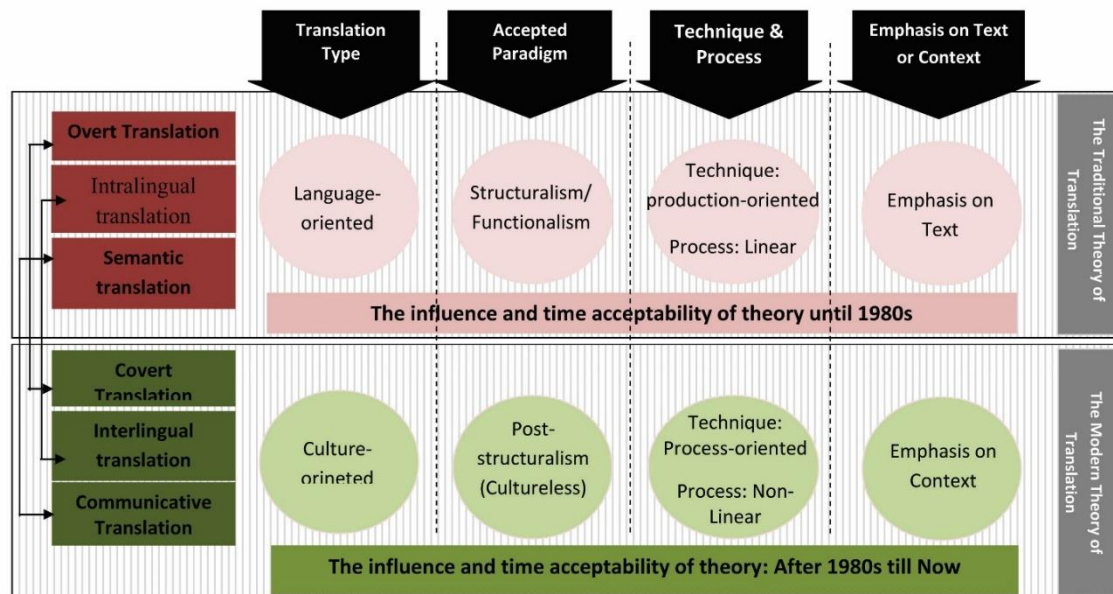 Translation
Type
Accepted
Paradigm
Technique &
Process
Emphasis on Text
or Context
Overt Translation
Intralingual
translation
Semantic
translation
Language-
oriented
Structuralism/
Functionalism
Technique:
production-oriented
Process: Linear
Emphasis on
Text
The influence and time acceptability of theory until 1980s
The Traditional Theory of
Translation
Covert
Translation
Interlingual
translation
Communicative
Translation
Culture-
orineted
Post-
structuralism
(Cultureless)
Technique:
Process-oriented
Process: Non-
Linear
Emphasis on
Context
The influence and time acceptability of theory: After 1980s till Now
The Modern Theory of
Translation